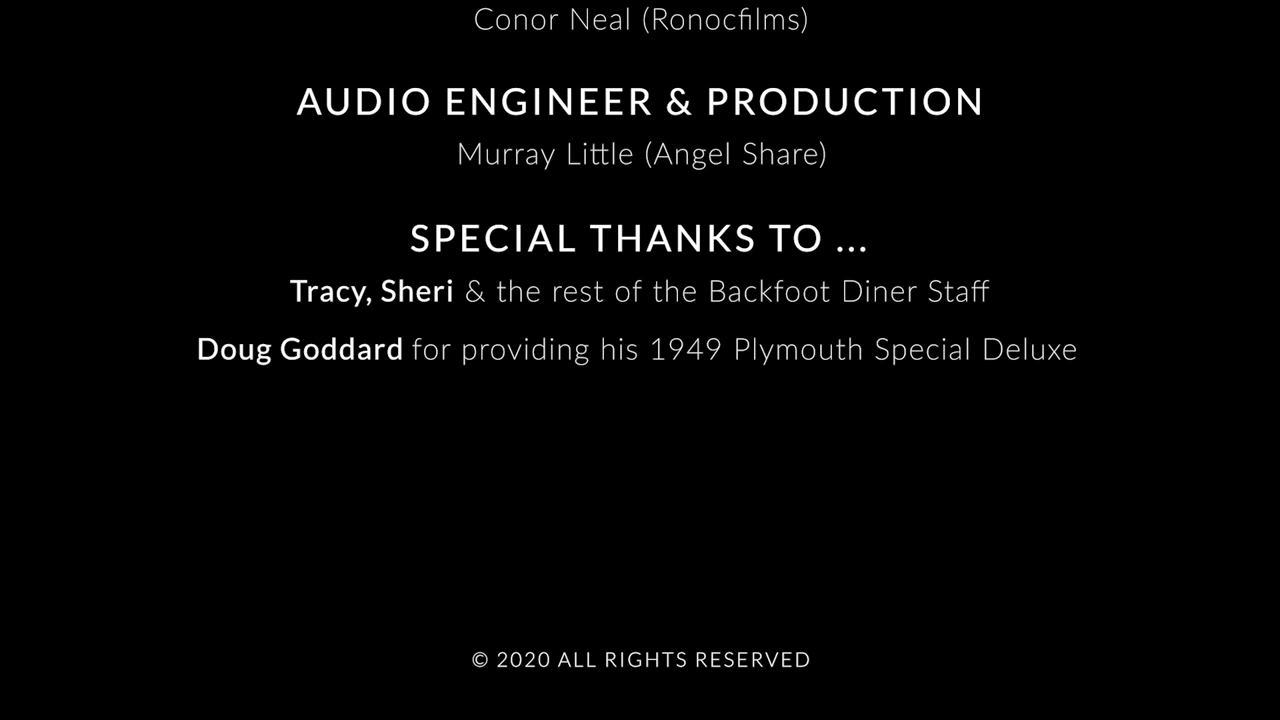 Conor Neal (Ronocfilms)
AUDIO ENGINEER & PRODUCTION
Murray Little (Angel Share)
SPECIAL THANKS TO ...
Tracy, Sheri & the rest of the Backfoot Diner Staff
Doug Goddard for providing his 1949 Plymouth Special Deluxe
© 2020 ALL RIGHTS RESERVED